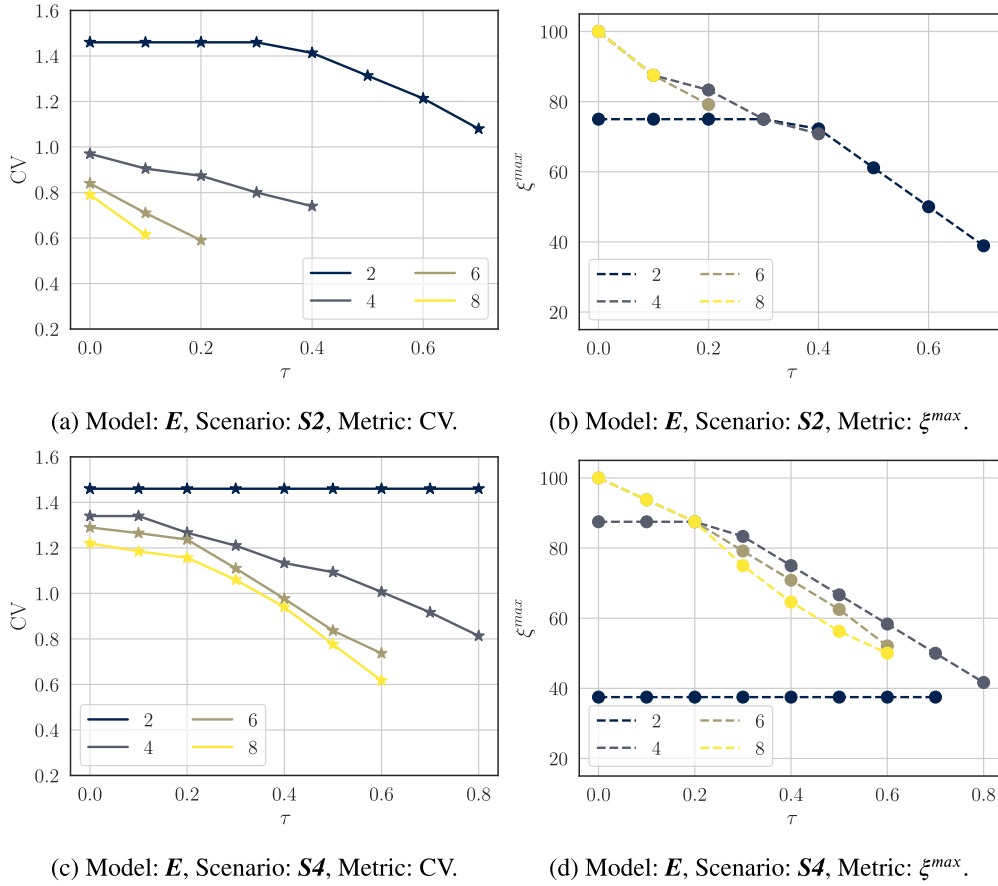 1.6
1.4
1.2
1.0
0.8
0.6
0.4
0.2
CV
0.0 0.2 0.4 0.6
τ
2 6
4 8
100
80
60
40
20
ξ^max
0.0 0.2 0.4 0.6
τ
2 6
4 8
(a) Model: E, Scenario: S2, Metric: CV.
(b) Model: E, Scenario: S2, Metric: ξ^max.
1.6
1.4
1.2
1.0
0.8
0.6
0.4
0.2
CV
0.0 0.2 0.4 0.6 0.8
τ
2 6
4 8
100
80
60
40
20
ξ^max
0.0 0.2 0.4 0.6 0.8
τ
2 6
4 8
(c) Model: E, Scenario: S4, Metric: CV.
(d) Model: E, Scenario: S4, Metric: ξ^max.